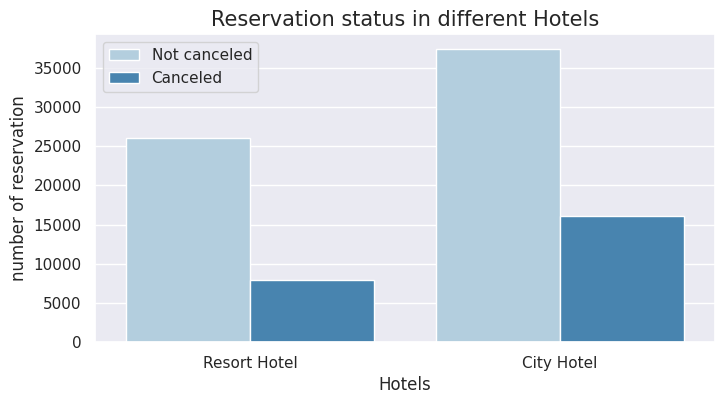 Reservation status in different Hotels
Not canceled
Canceled
number of reservation
35000
30000
25000
20000
15000
10000
5000
0
Resort Hotel
City Hotel
Hotels